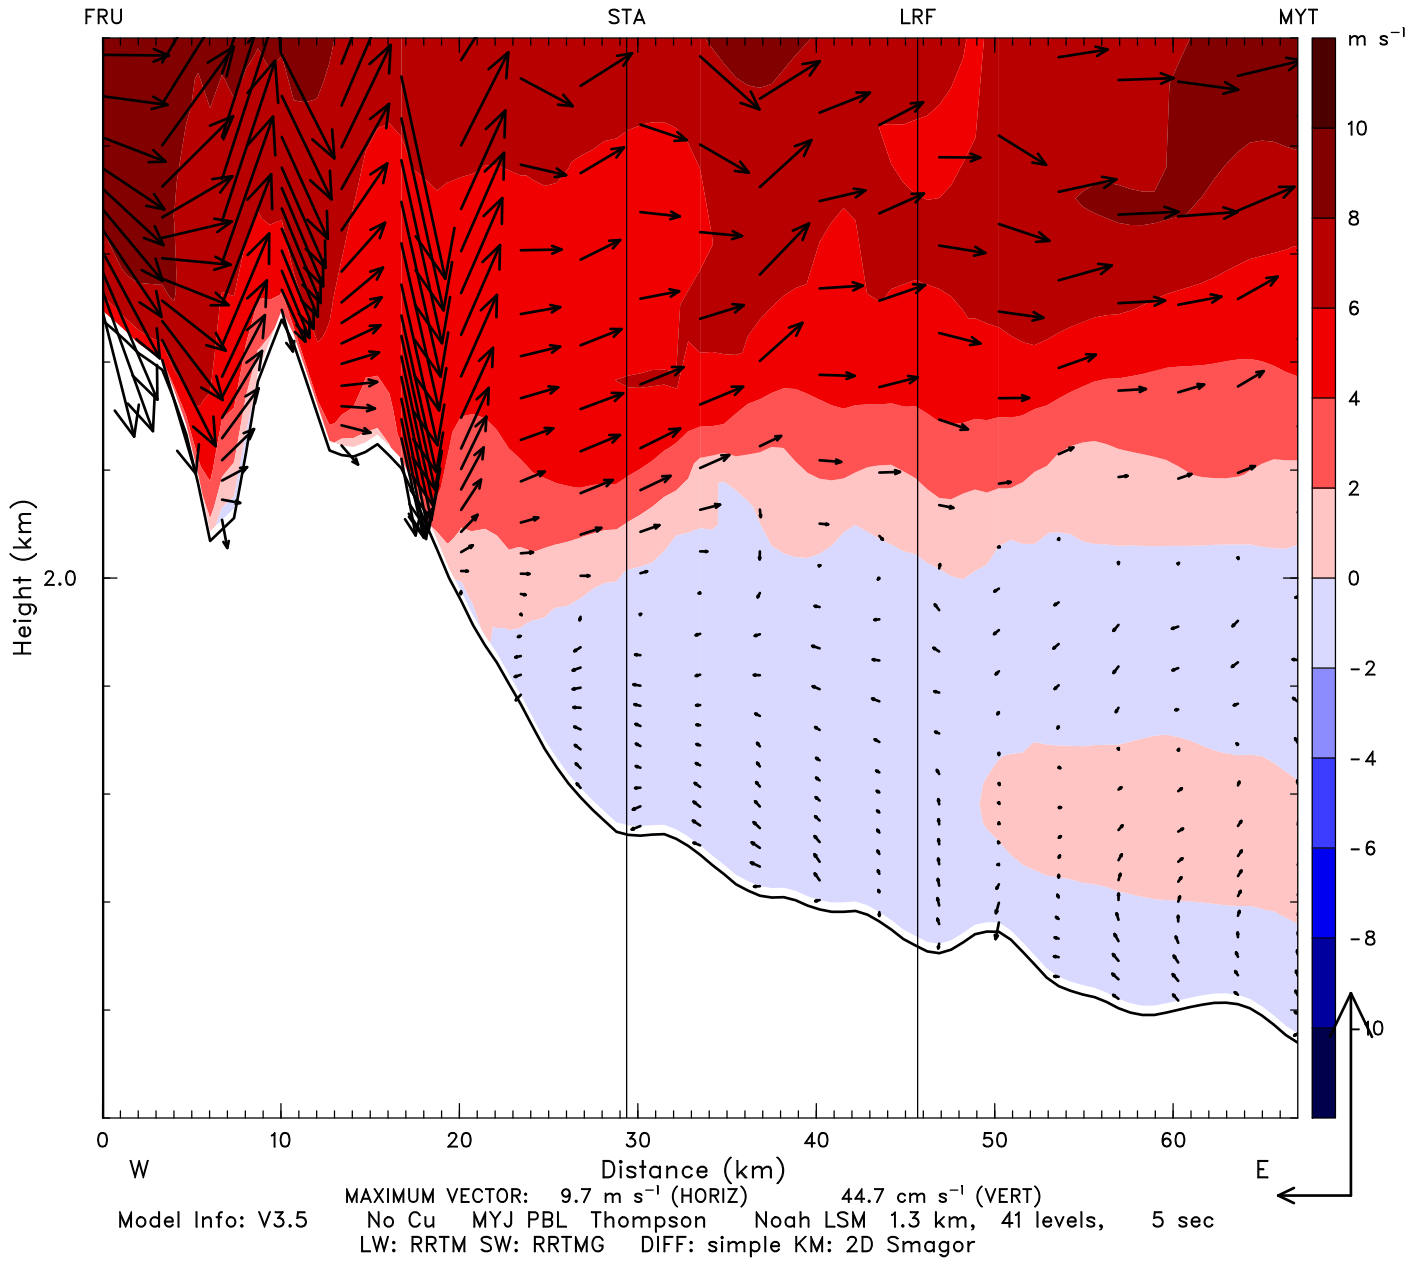 FRU STA LRF MYT
m s⁻¹
10
8
6
4
2
0
-2
-4
-6
-8
-10
Height (km)
2.0
0 10 20 30 40 50 60
W Distance (km) E
MAXIMUM VECTOR: 9.7 m s⁻¹ (HORIZ) 44.7 cm s⁻¹ (VERT)
Model Info: V3.5 No Cu MYJ PBL Thompson Noah LSM 1.3 km, 41 levels, 5 sec
LW: RRTM SW: RRTMG DIFF: simple KM: 2D Smagor